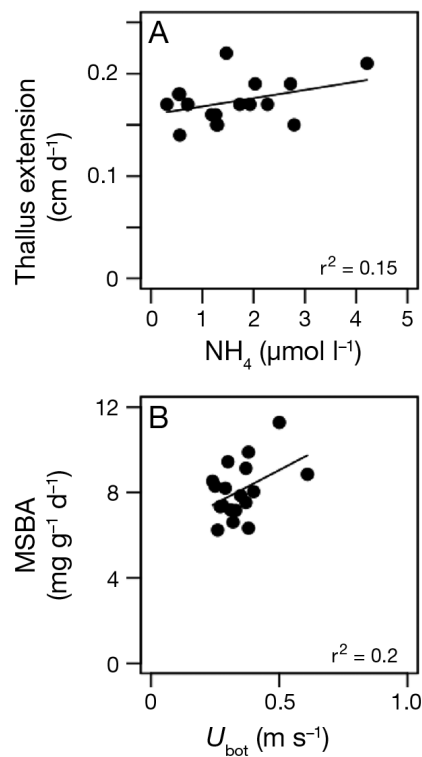 A
Thallus extension
(cm d⁻¹)
0.2
0.1
0
r² = 0.15
0 1 2 3 4 5
NH₄ (µmol l⁻¹)
B
MSBA
(mg g⁻¹ d⁻¹)
12
8
4
0
r² = 0.2
0 0.5 1.0
U_bot (m s⁻¹)